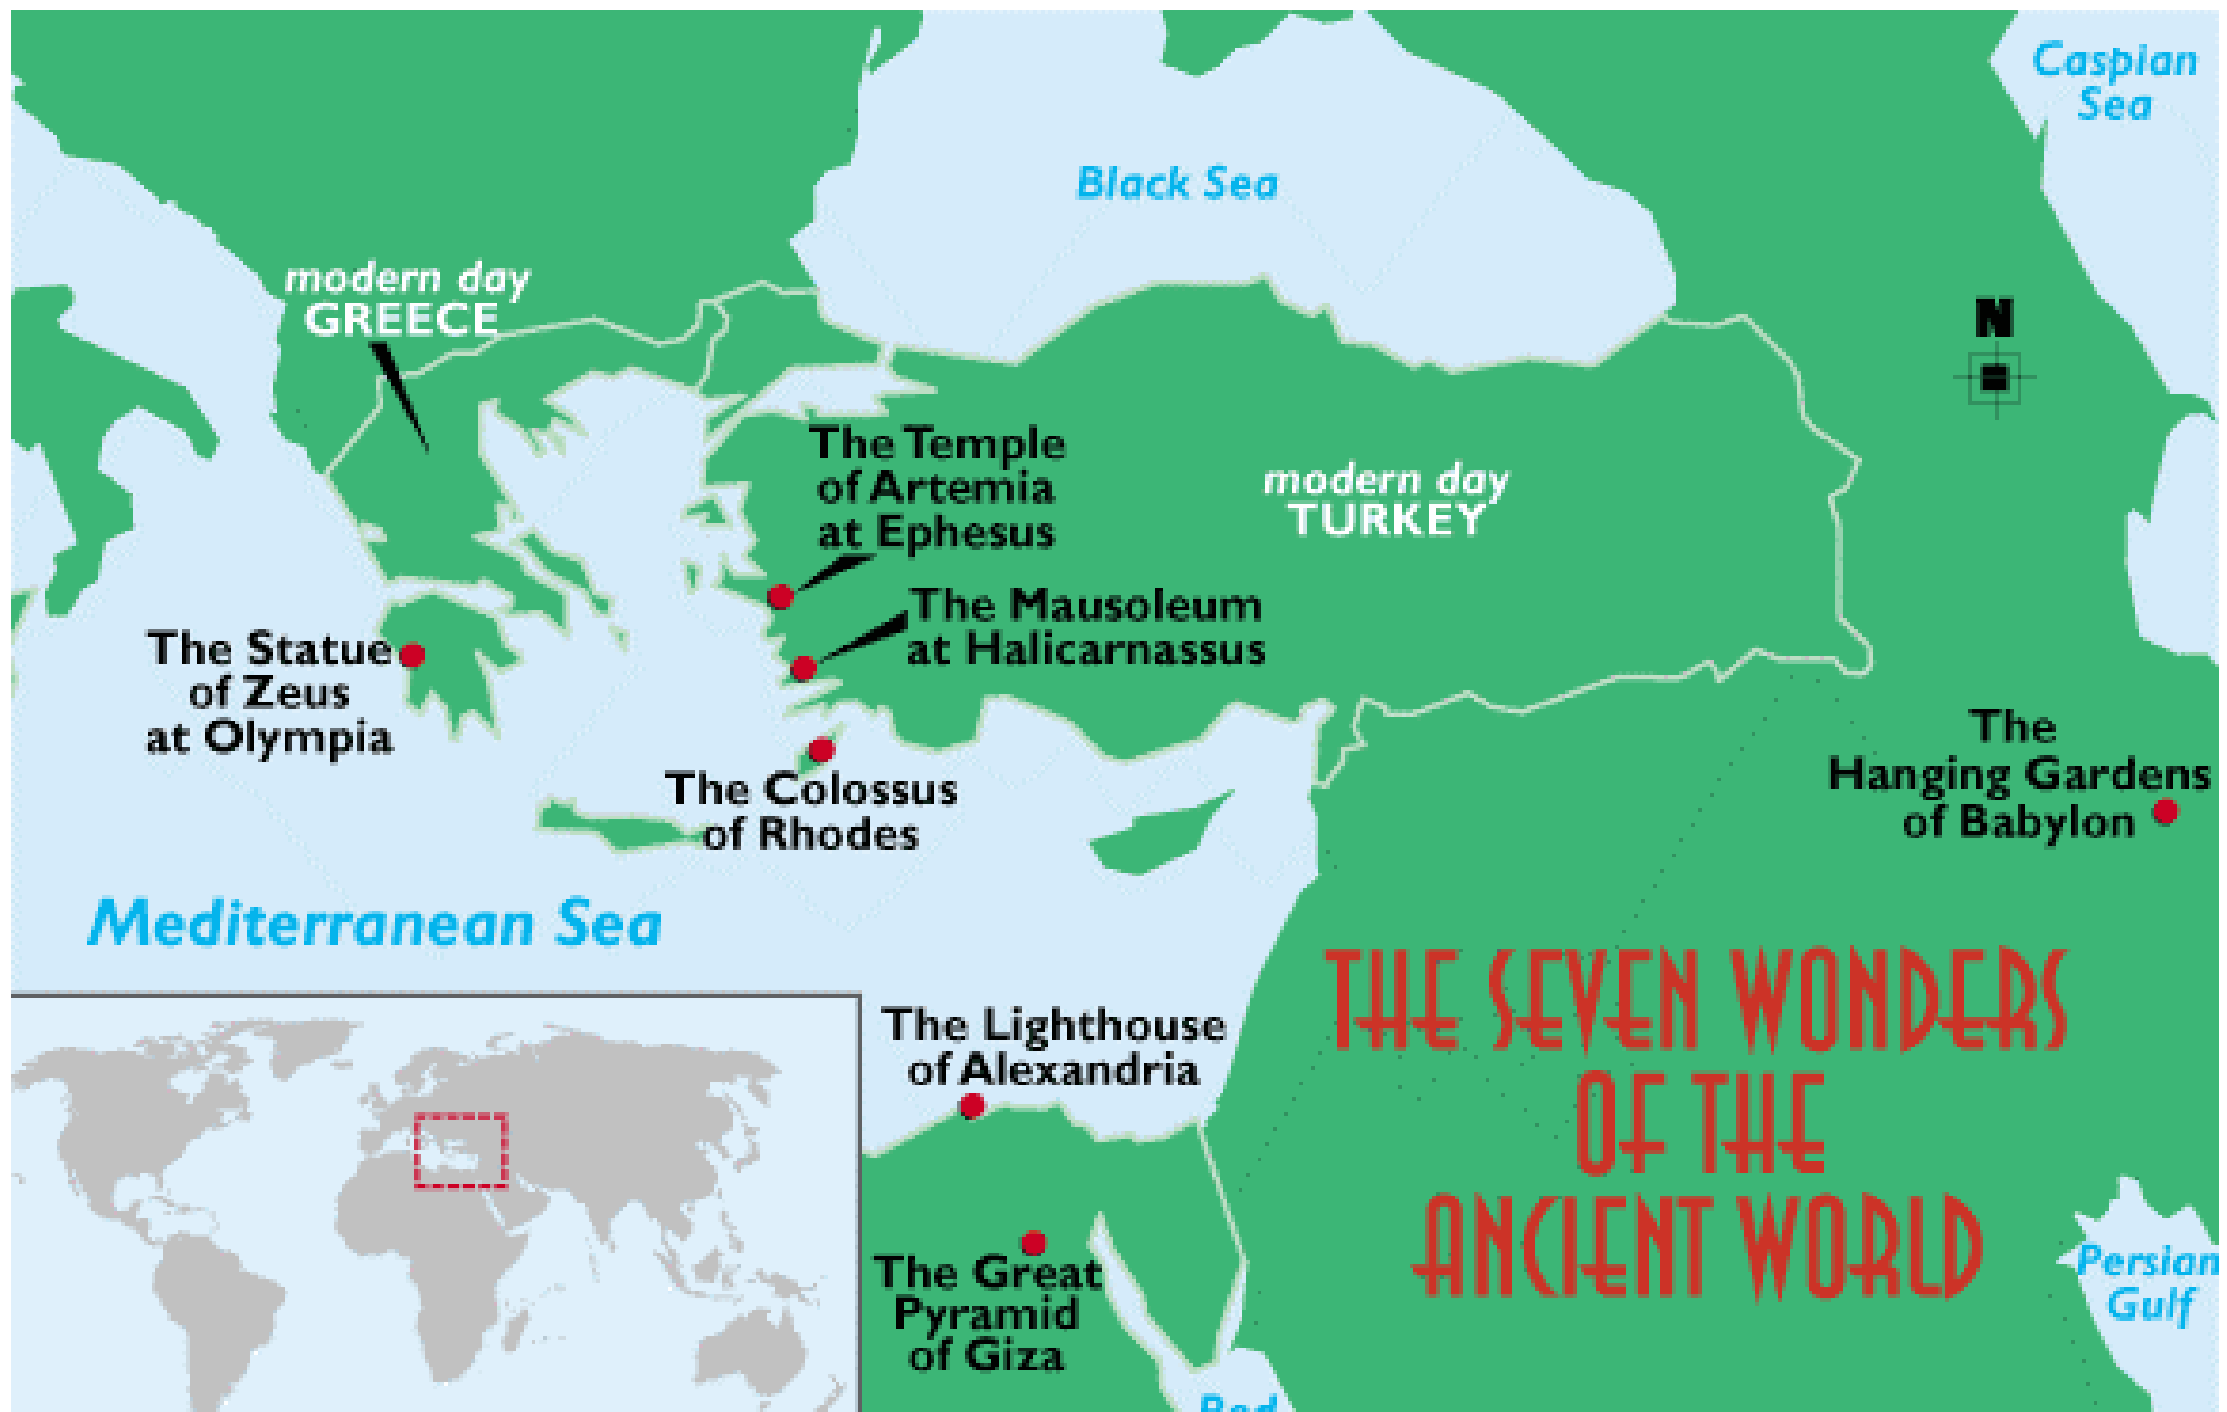 Caspian
Sea
Black Sea
modern day
GREECE
N
The Temple
of Artemia
at Ephesus
modern day
TURKEY
The Mausoleum
at Halicarnassus
The Statue
of Zeus
at Olympia
The Colossus
of Rhodes
The
Hanging Gardens
of Babylon
Mediterranean Sea
THE SEVEN WONDERS
OF THE
ANCIENT WORLD
The Lighthouse
of Alexandria
The Great
Pyramid
of Giza
Persian
Gulf
Red